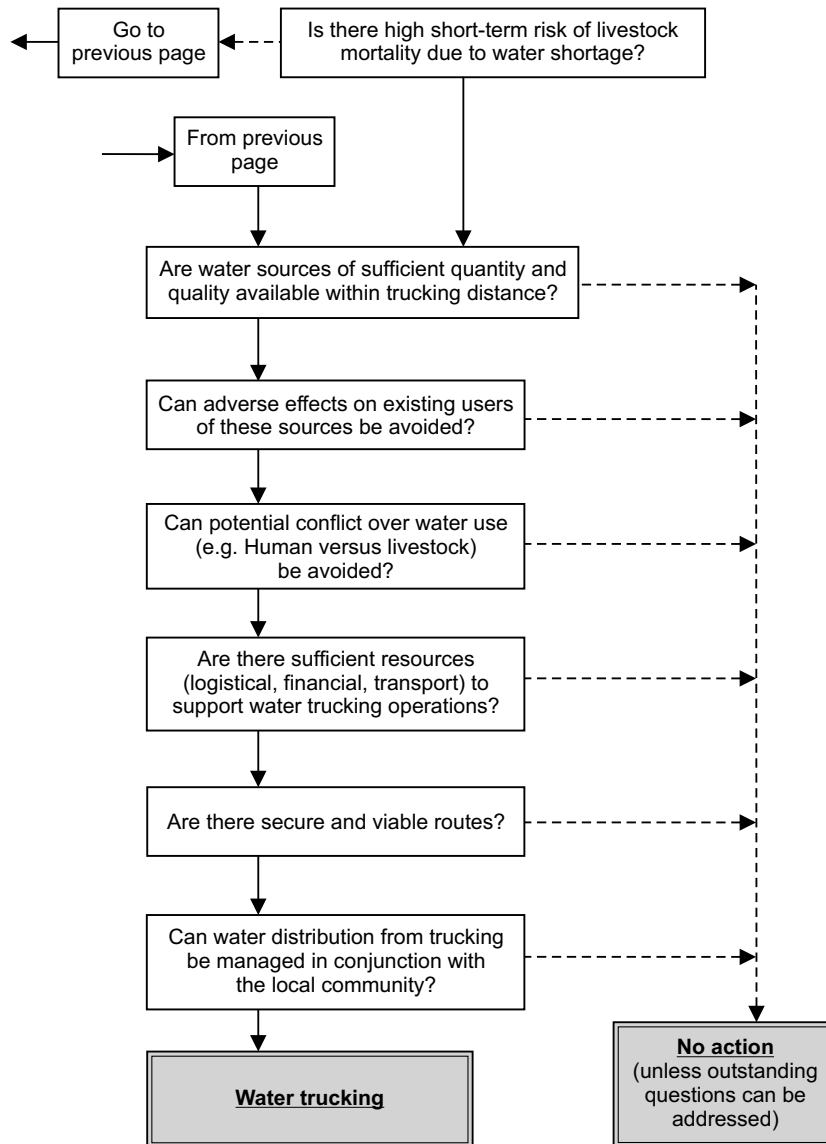 Go to
previous page
Is there high short-term risk of livestock
mortality due to water shortage?
From previous
page
Are water sources of sufficient quantity and
quality available within trucking distance?
Can adverse effects on existing users
of these sources be avoided?
Can potential conflict over water use
(e.g. Human versus livestock)
be avoided?
Are there sufficient resources
(logistical, financial, transport) to
support water trucking operations?
Are there secure and viable routes?
Can water distribution from trucking
be managed in conjunction with
the local community?
Water trucking
No action
(unless outstanding
questions can be
addressed)